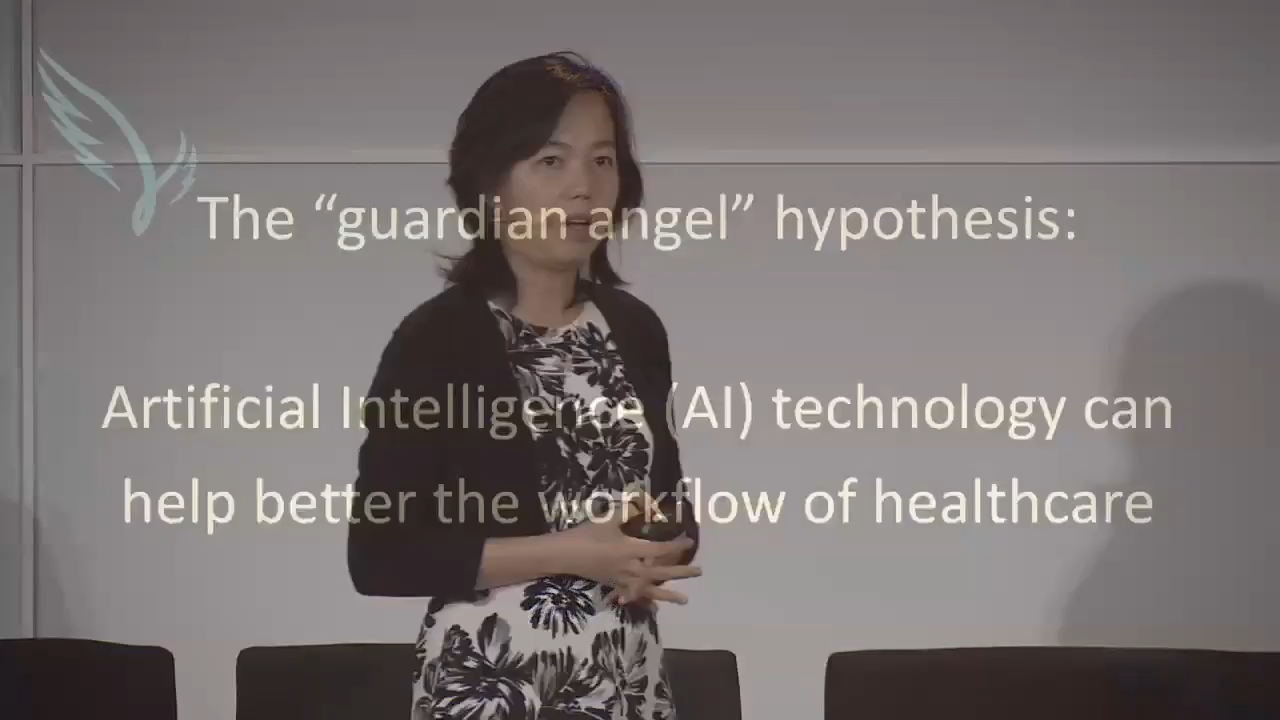 The “guardian angel” hypothesis:
Artificial Intelligence (AI) technology can
help better the workflow of healthcare